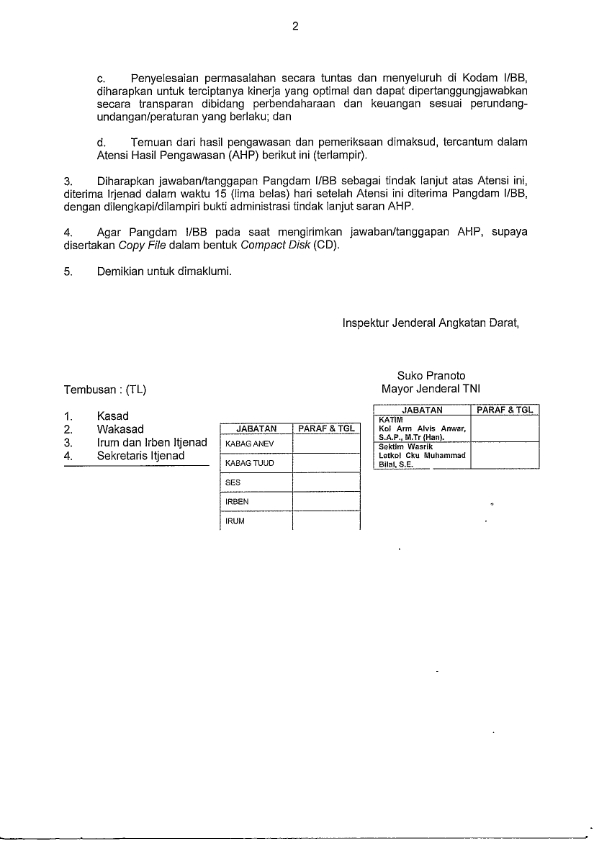 2
c. Penyelesaian permasalahan secara tuntas dan menyeluruh di Kodam I/BB,
diharapkan untuk terciptanya kinerja yang optimal dan dapat dipertanggungjawabkan
secara transparan dibidang perbendaharaan dan keuangan sesuai perundang-
undangan/peraturan yang berlaku; dan
d. Temuan dari hasil pengawasan dan pemeriksaan dimaksud, tercantum dalam
Atensi Hasil Pengawasan (AHP) berikut ini (terlampir).
3. Diharapkan jawaban/tanggapan Pangdam I/BB sebagai tindak lanjut atas Atensi ini,
diterima Irjenad dalam waktu 15 (lima belas) hari setelah Atensi ini diterima Pangdam I/BB,
dengan dilengkapi/dilampiri bukti administrasi tindak lanjut saran AHP.
4. Agar Pangdam I/BB pada saat mengirimkan jawaban/tanggapan AHP, supaya
disertakan Copy File dalam bentuk Compact Disk (CD).
5. Demikian untuk dimaklumi.
Inspektur Jenderal Angkatan Darat,
Suko Pranoto
Mayor Jenderal TNI
Tembusan : (TL)
1. Kasad
2. Wakasad
3. Irum dan Irben Itjenad
4. Sekretaris Itjenad
JABATAN PARAF & TGL
KABAG ANEV
KABAG TUUD
SES
IRBEN
IRUM
JABATAN PARAF & TGL
KATIM
Kol Arm Alvis Anwar,
S.A.P., M.Tr (Han).
Sektim Wasrik
Letkol Cku Muhammad
Bilal, S.E.